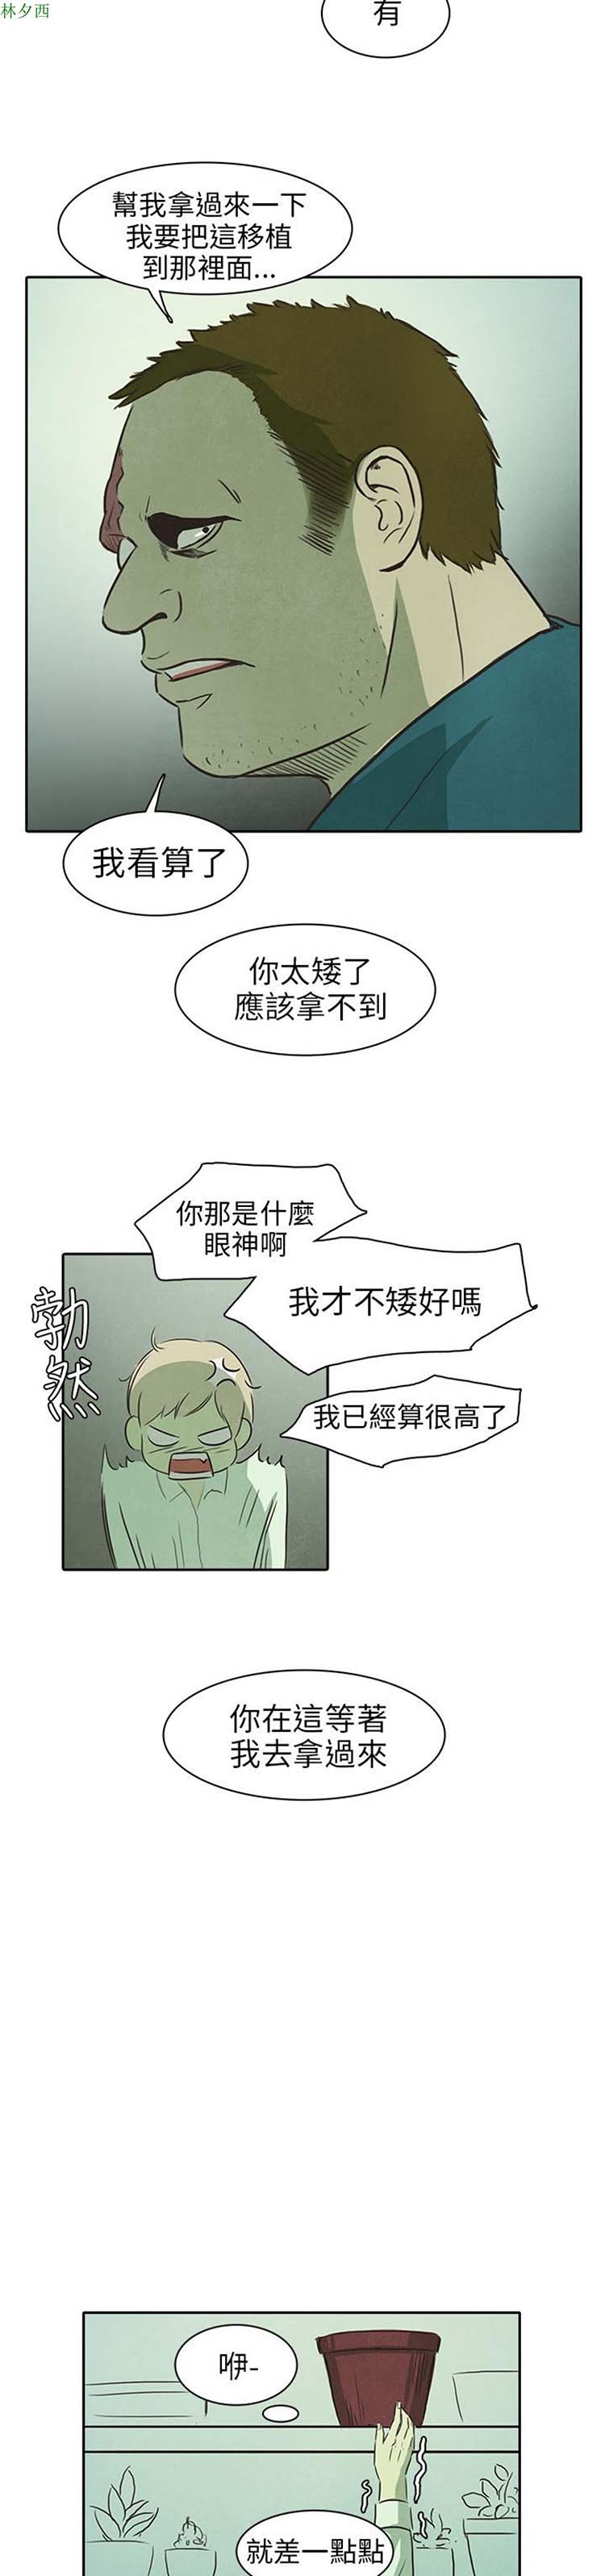 林夕西
有
幫我拿過來一下
我要把這移植
到那裡面...
我看算了
你太矮了
應該拿不到
你那是什麼
眼神啊
我才不矮好嗎
勃然
我已經算很高了
你在這等著
我去拿過來
咿-
就差一點點